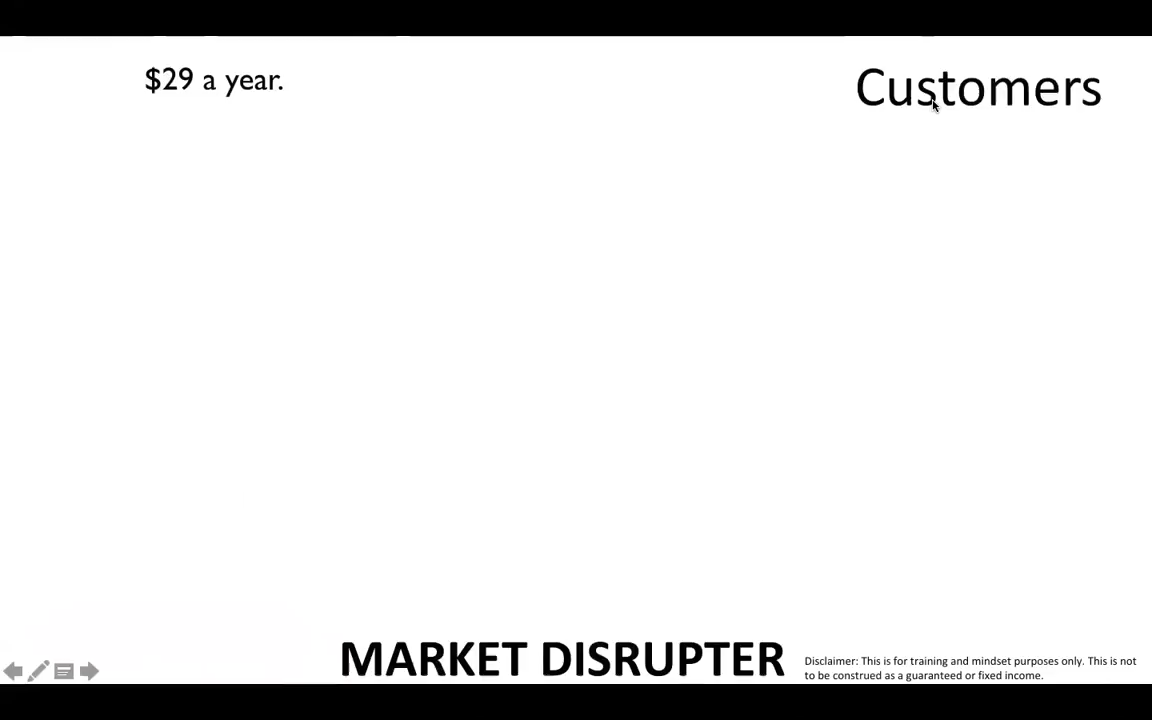 $29 a year.
Customers
MARKET DISRUPTER
Disclaimer: This is for training and mindset purposes only. This is not
to be construed as a guaranteed or fixed income.